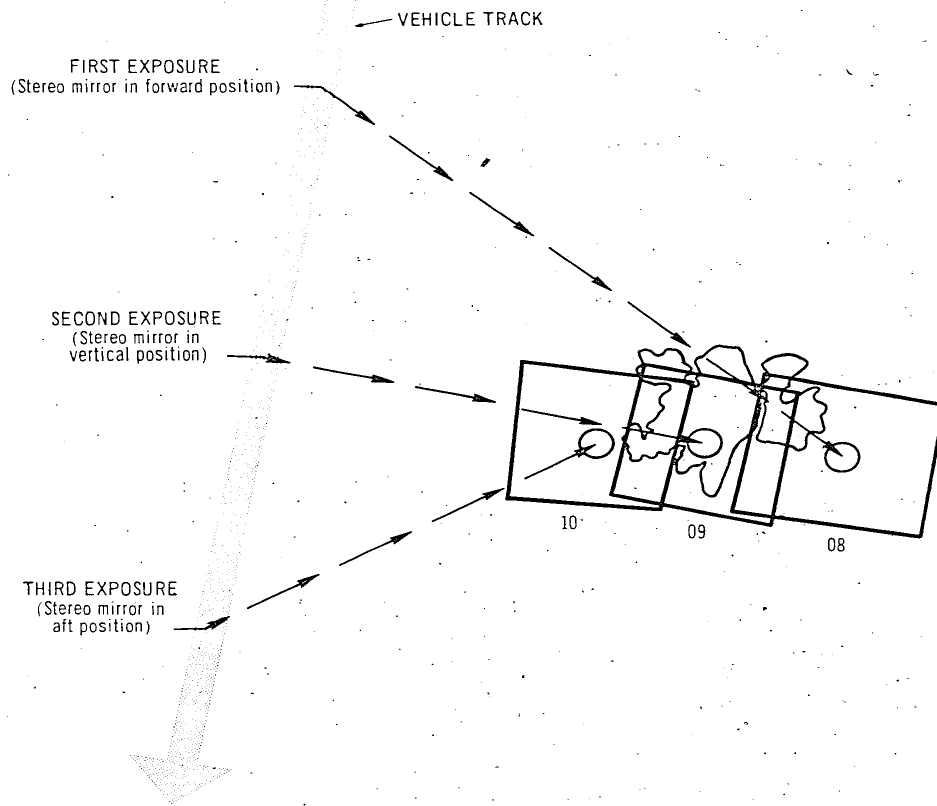 VEHICLE TRACK
FIRST EXPOSURE
(Stereo mirror in forward position)
SECOND EXPOSURE
(Stereo mirror in
vertical position)
10
09
08
THIRD EXPOSURE
(Stereo mirror in
aft position)